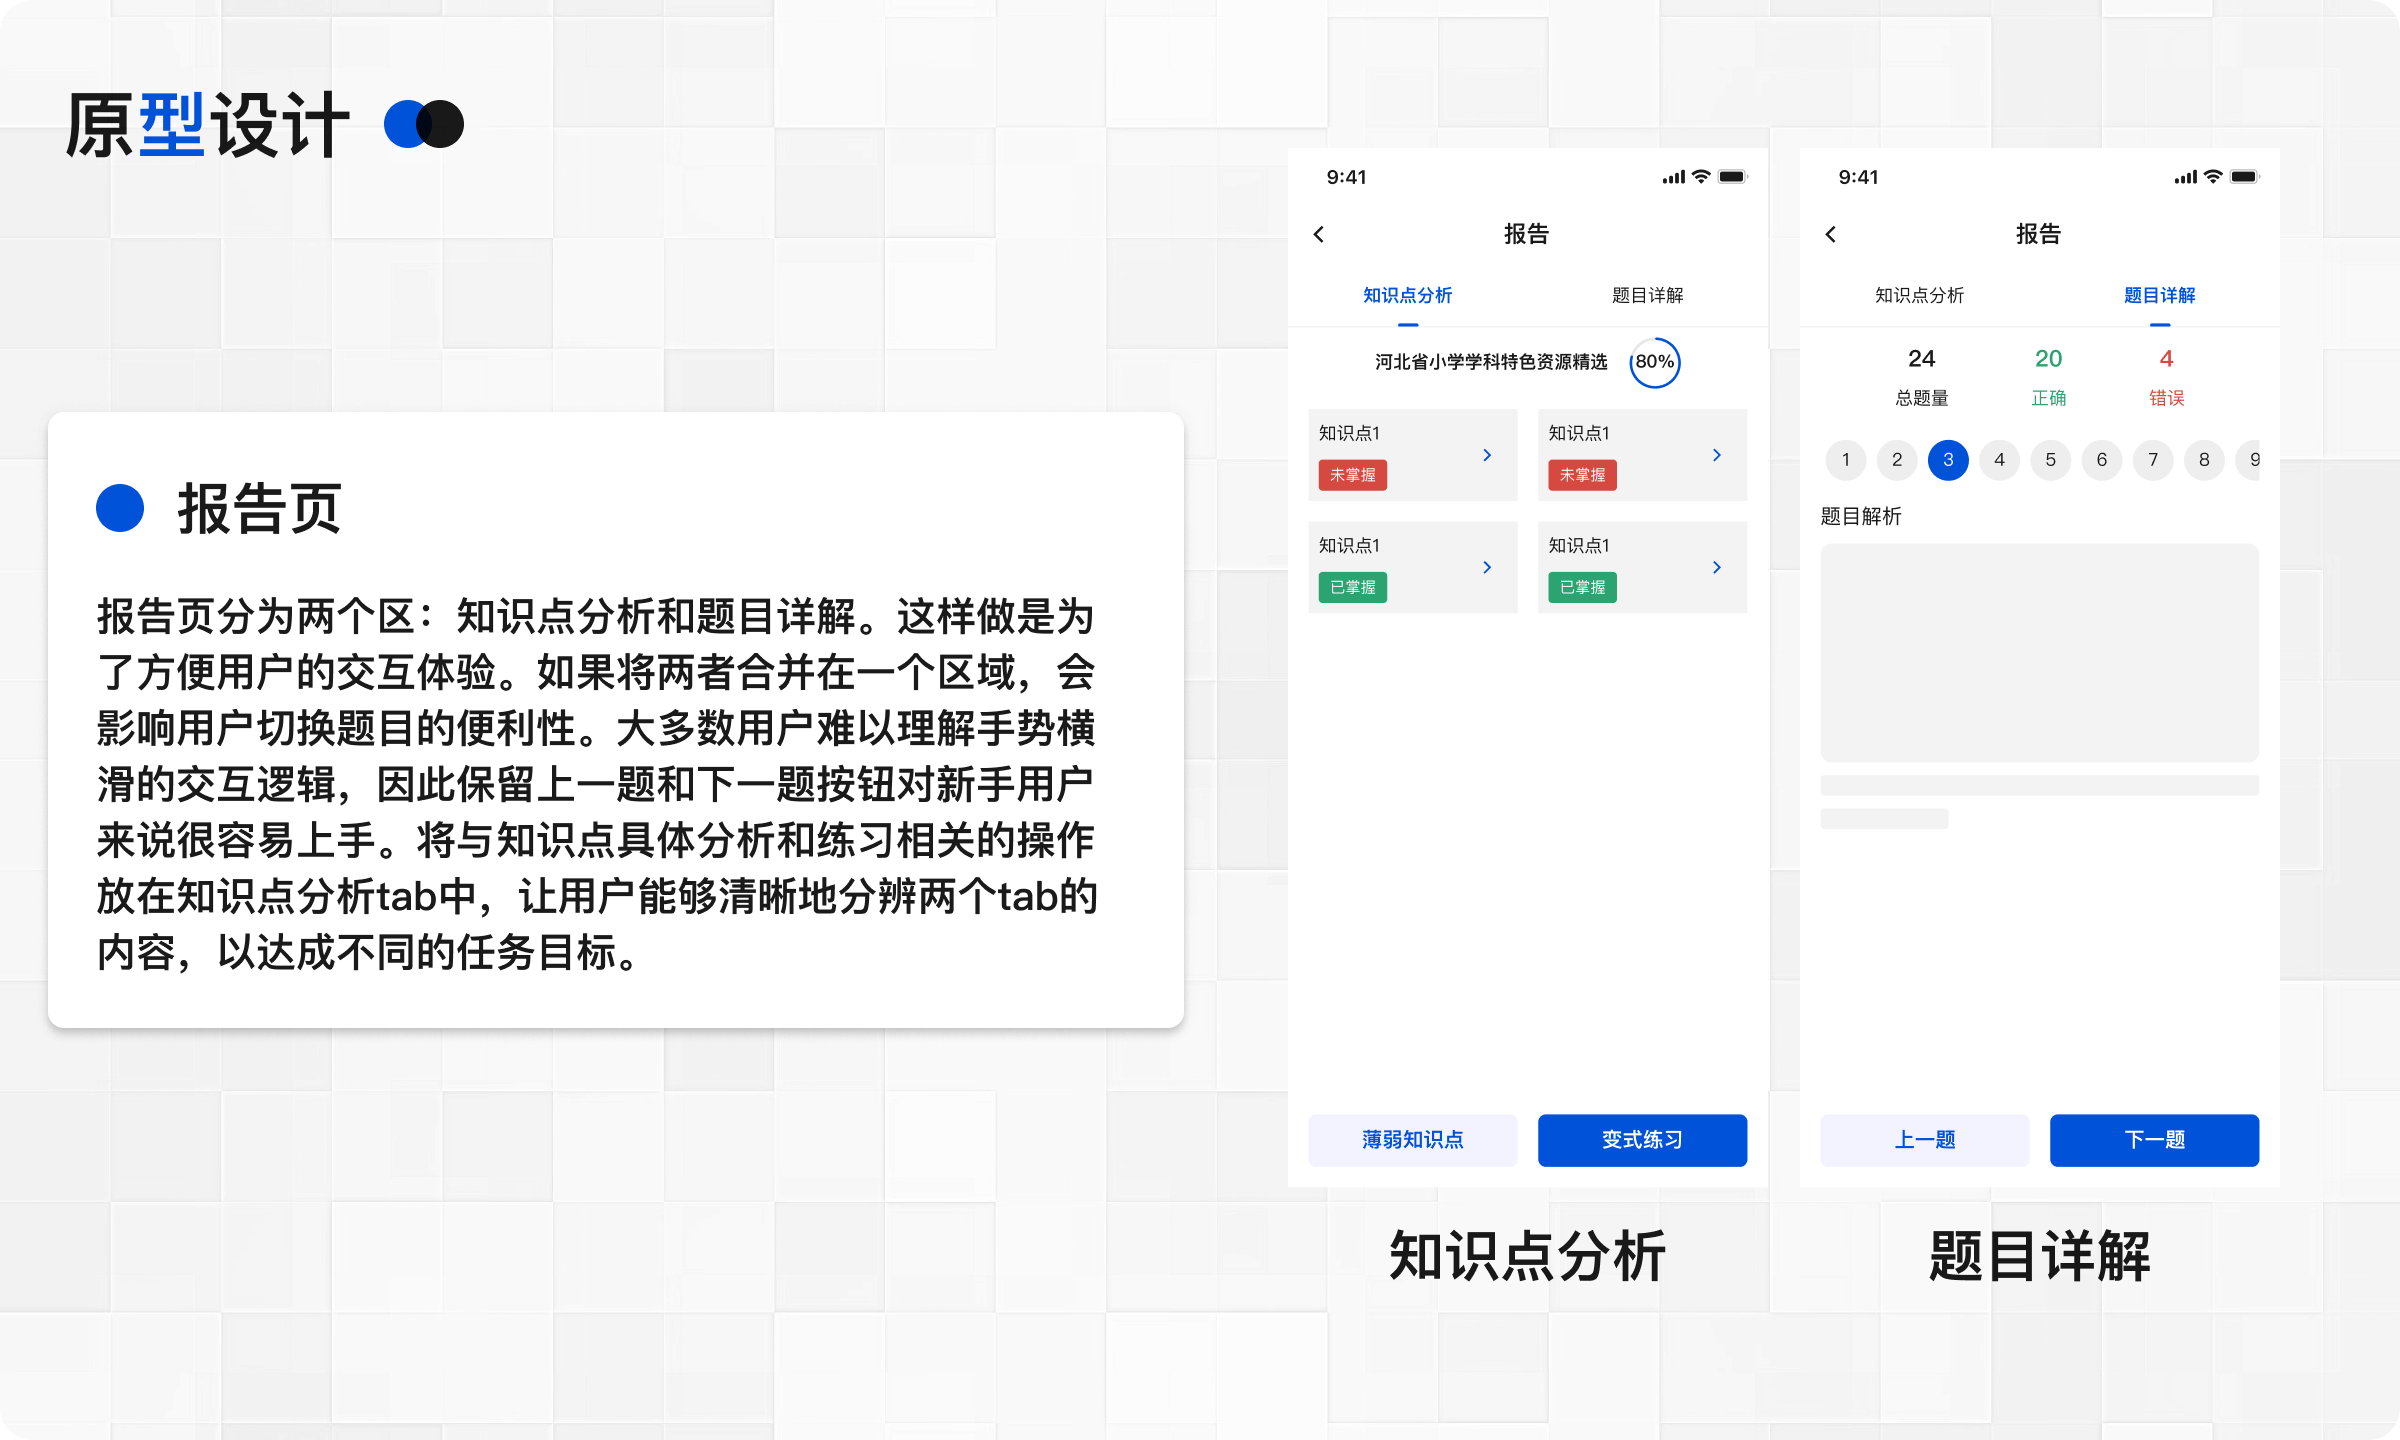 原型设计
报告页
报告页分为两个区：知识点分析和题目详解。这样做是为
了方便用户的交互体验。如果将两者合并在一个区域，会
影响用户切换题目的便利性。大多数用户难以理解手势横
滑的交互逻辑，因此保留上一题和下一题按钮对新手用户
来说很容易上手。将与知识点具体分析和练习相关的操作
放在知识点分析tab中，让用户能够清晰地分辨两个tab的
内容，以达成不同的任务目标。
9:41
报告
知识点分析 题目详解
河北省小学学科特色资源精选 80%
知识点1 知识点1
未掌握 未掌握
知识点1 知识点1
已掌握 已掌握
薄弱知识点 变式练习
知识点分析
9:41
报告
知识点分析 题目详解
24 20 4
总题量 正确 错误
1 2 3 4 5 6 7 8 9
题目解析
上一题 下一题
题目详解